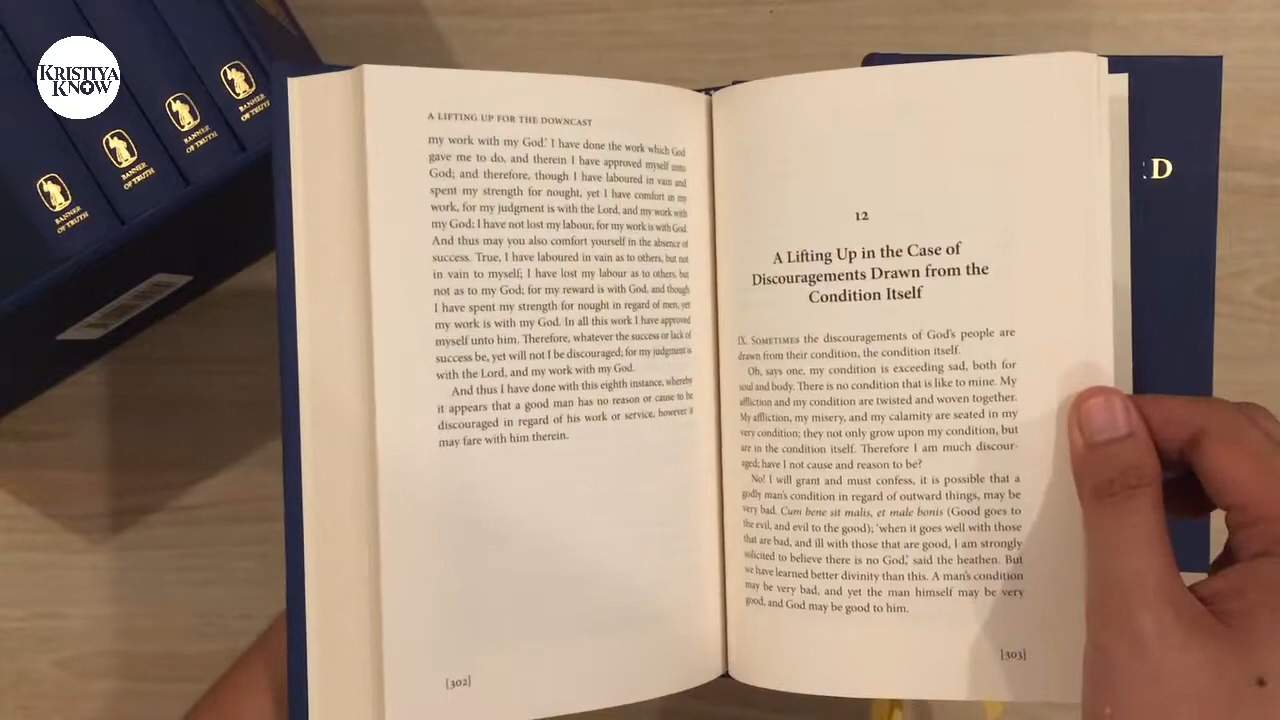 KRISTIYA
KNOW
BANNER
OF TRUTH
BANNER
OF TRUTH
BANNER
OF TRUTH
BANNER
OF TRUTH
A LIFTING UP FOR THE DOWNCAST
my work with my God.' I have done the work which God
gave me to do, and therein I have approved myself unto
God; and therefore, though I have laboured in vain and
spent my strength for nought, yet I have comfort in my
work, for my judgment is with the Lord, and my work with
my God: I have not lost my labour, for my work is with God.
And thus may you also comfort yourself in the absence of
success. True, I have laboured in vain as to others, but not
in vain to myself; I have lost my labour as to others, but
not as to my God; for my reward is with God, and though
I have spent my strength for nought in regard of men, yet
my work is with my God. In all this work I have approved
myself unto him. Therefore, whatever the success or lack of
success be, yet will not I be discouraged; for my judgment is
with the Lord, and my work with my God.
And thus I have done with this eighth instance, whereby
it appears that a good man has no reason or cause to be
discouraged in regard of his work or service, however it
may fare with him therein.
[302]
12
A Lifting Up in the Case of
Discouragements Drawn from the
Condition Itself
IX. SOMETIMES the discouragements of God's people are
drawn from their condition, the condition itself.
Oh, says one, my condition is exceeding sad, both for
soul and body. There is no condition that is like to mine. My
affliction and my condition are twisted and woven together.
My affliction, my misery, and my calamity are seated in my
very condition; they not only grow upon my condition, but
are in the condition itself. Therefore I am much discour-
aged; have I not cause and reason to be?
No! I will grant and must confess, it is possible that a
godly man's condition in regard of outward things, may be
very bad. Cum bene sit malis, et male bonis (Good goes to
the evil, and evil to the good); 'when it goes well with those
that are bad, and ill with those that are good, I am strongly
solicited to believe there is no God,' said the heathen. But
we have learned better divinity than this. A man's condition
may be very bad, and yet the man himself may be very
good, and God may be good to him.
[303]
RD